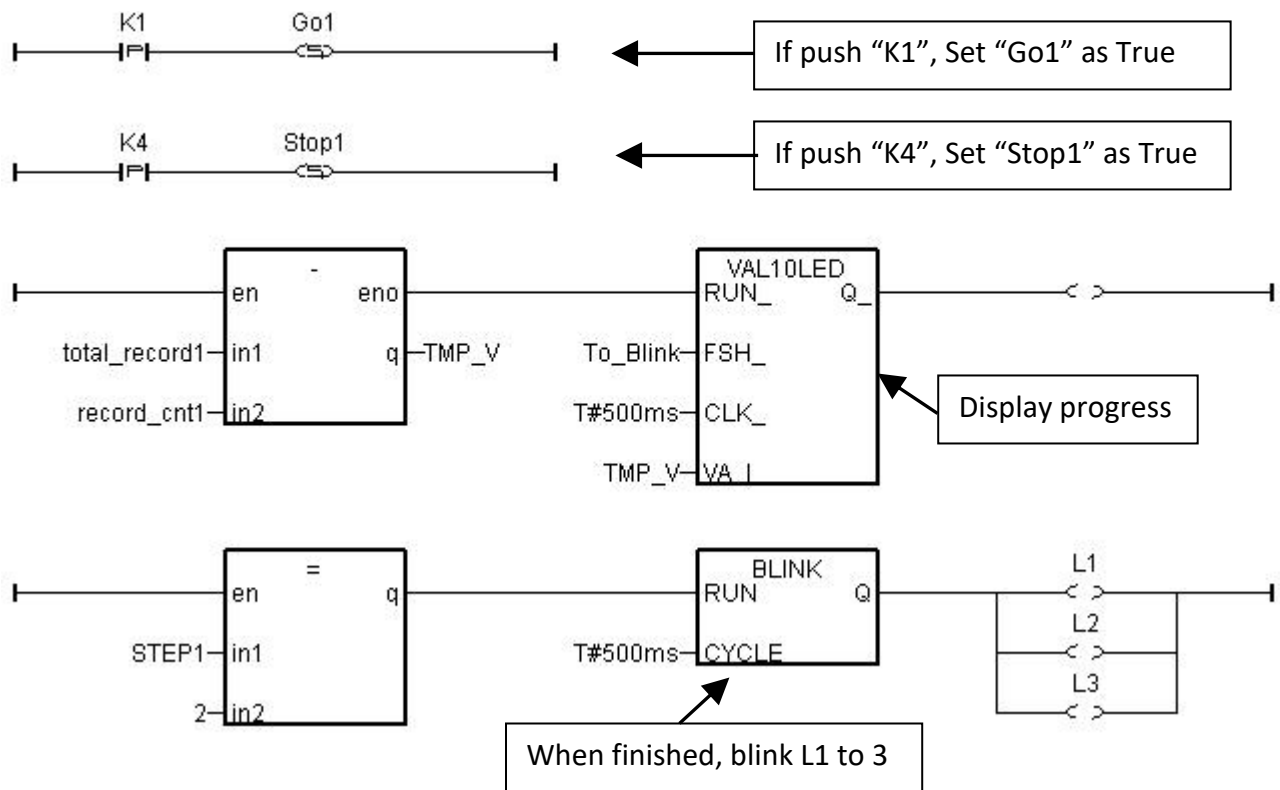 K1 Go1
P S
If push “K1”, Set “Go1” as True
K4 Stop1
P S
If push “K4”, Set “Stop1” as True
- VAL10LED
en eno RUN_ Q_
total_record1 in1 q TMP_V To_Blink FSH_
record_cnt1 in2 T#500ms CLK_
Display progress
TMP_V VA_I
= BLINK L1
en q RUN Q
L2
STEP1 in1 T#500ms CYCLE
L3
2 in2
When finished, blink L1 to 3